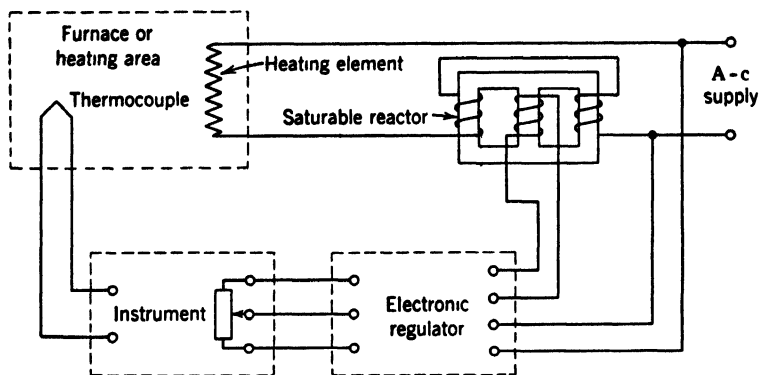 Furnace or
heating area
Heating element
Thermocouple
Saturable reactor
A-c
supply
Instrument
Electronic
regulator